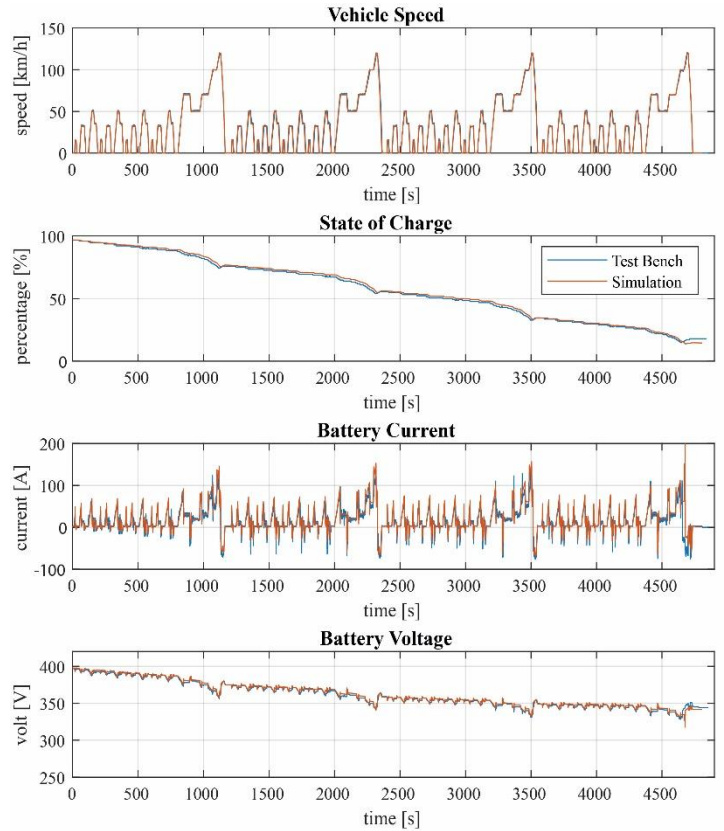 Vehicle Speed
150
100
50
0
speed [km/h]
0 500 1000 1500 2000 2500 3000 3500 4000 4500
time [s]
State of Charge
100
50
0
percentage [%]
Test Bench
Simulation
0 500 1000 1500 2000 2500 3000 3500 4000 4500
time [s]
Battery Current
200
100
0
-100
current [A]
0 500 1000 1500 2000 2500 3000 3500 4000 4500
time [s]
Battery Voltage
400
350
300
250
volt [V]
0 500 1000 1500 2000 2500 3000 3500 4000 4500
time [s]